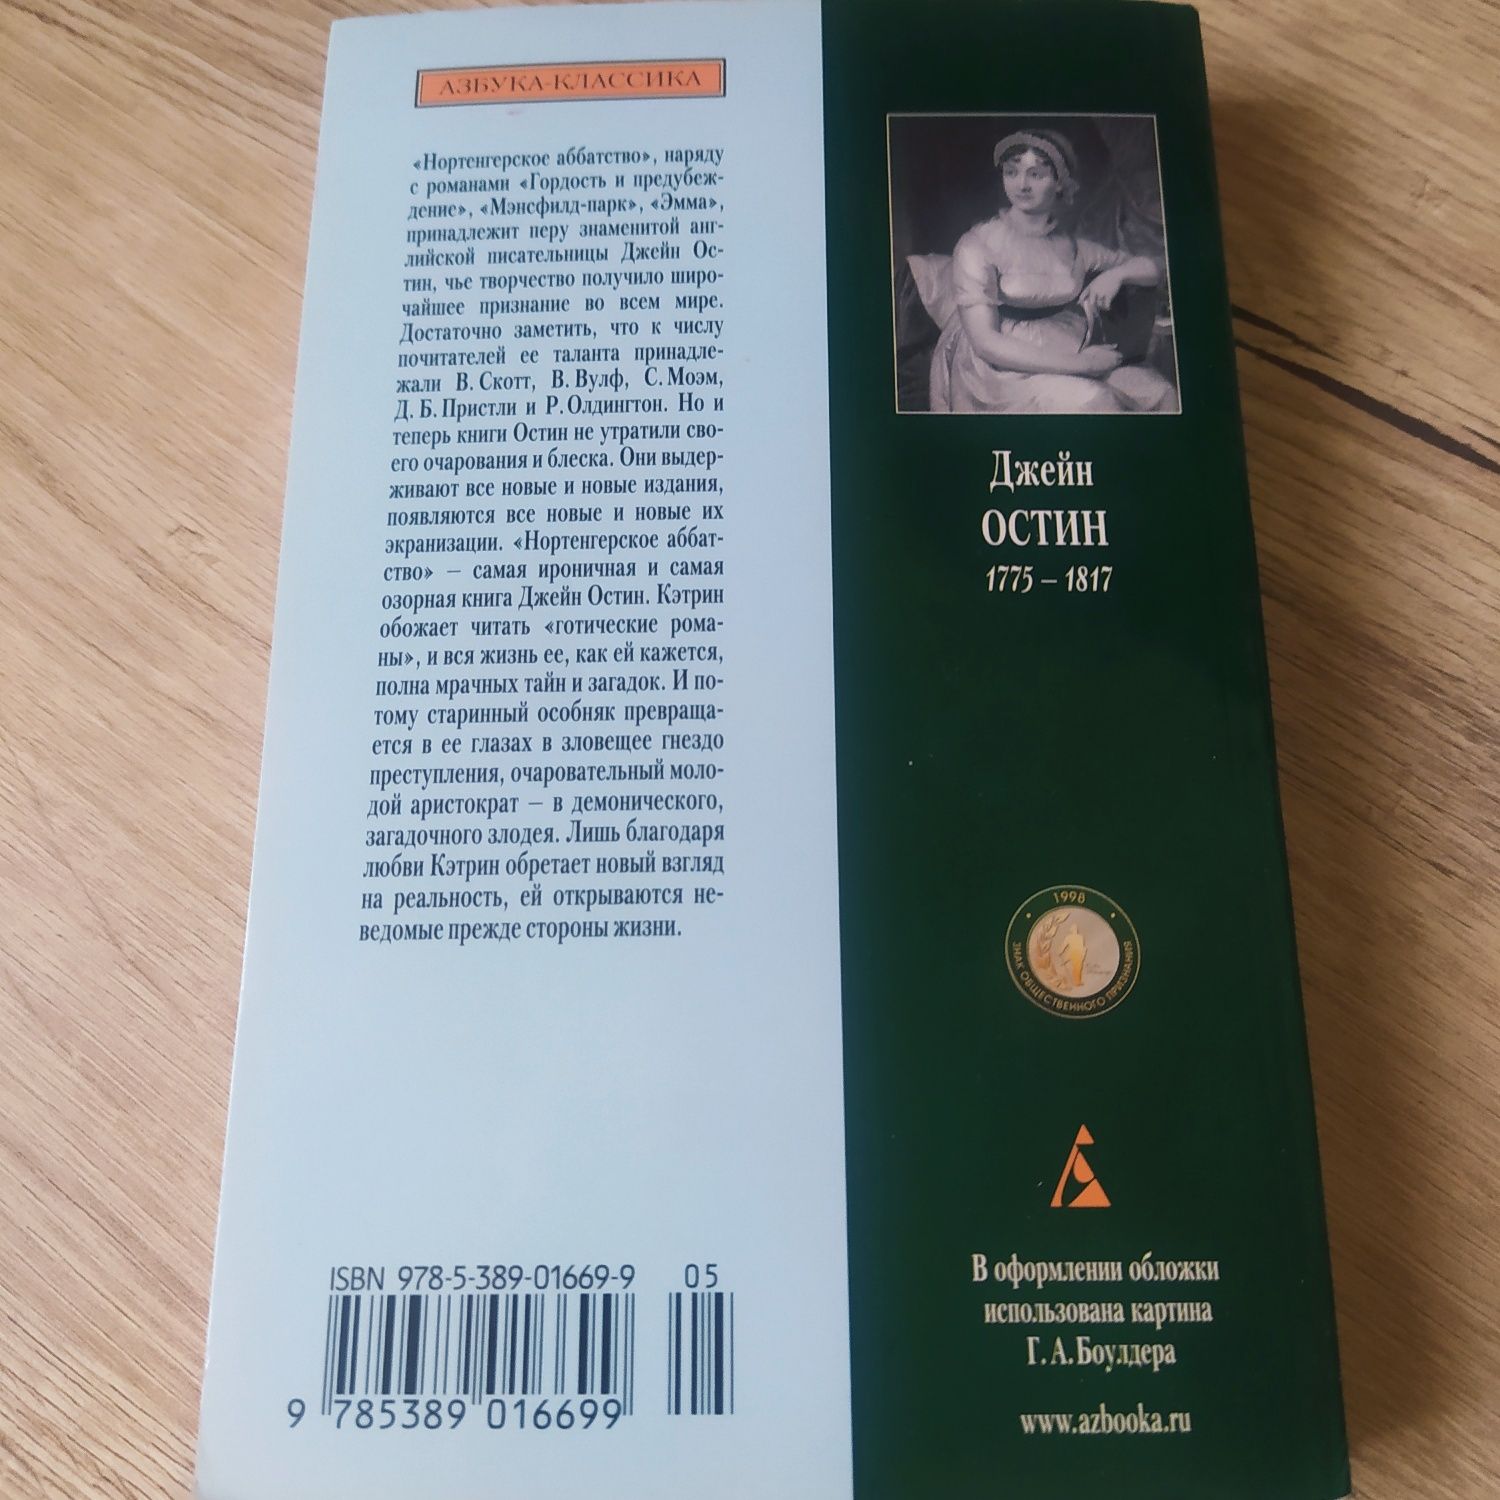 АЗБУКА-КЛАССИКА
«Нортенгерское аббатство», наряду
с романами «Гордость и предубеж-
дение», «Мэнсфилд-парк», «Эмма»,
принадлежит перу знаменитой анг-
лийской писательницы Джейн Ос-
тин, чье творчество получило широ-
чайшее признание во всем мире.
Достаточно заметить, что к числу
почитателей ее таланта принадле-
жали В. Скотт, В. Вулф, С. Моэм,
Д. Б. Пристли и Р. Олдингтон. Но и
теперь книги Остин не утратили сво-
его очарования и блеска. Они выдер-
живают все новые и новые издания,
появляются все новые и новые их
экранизации. «Нортенгерское аббат-
ство» – самая ироничная и самая
озорная книга Джейн Остин. Кэтрин
обожает читать «готические рома-
ны», и вся жизнь ее, как ей кажется,
полна мрачных тайн и загадок. И по-
тому старинный особняк превраща-
ется в ее глазах в зловещее гнездо
преступления, очаровательный моло-
дой аристократ – в демонического,
загадочного злодея. Лишь благодаря
любви Кэтрин обретает новый взгляд
на реальность, ей открываются не-
ведомые прежде стороны жизни.
ISBN 978-5-389-01669-9 05
9 785389 016699
Джейн
ОСТИН
1775 – 1817
1998
ЗНАК ОБЩЕСТВЕННОГО ПРИЗНАНИЯ
В оформлении обложки
использована картина
Г. А. Боулдера
www.azbooka.ru